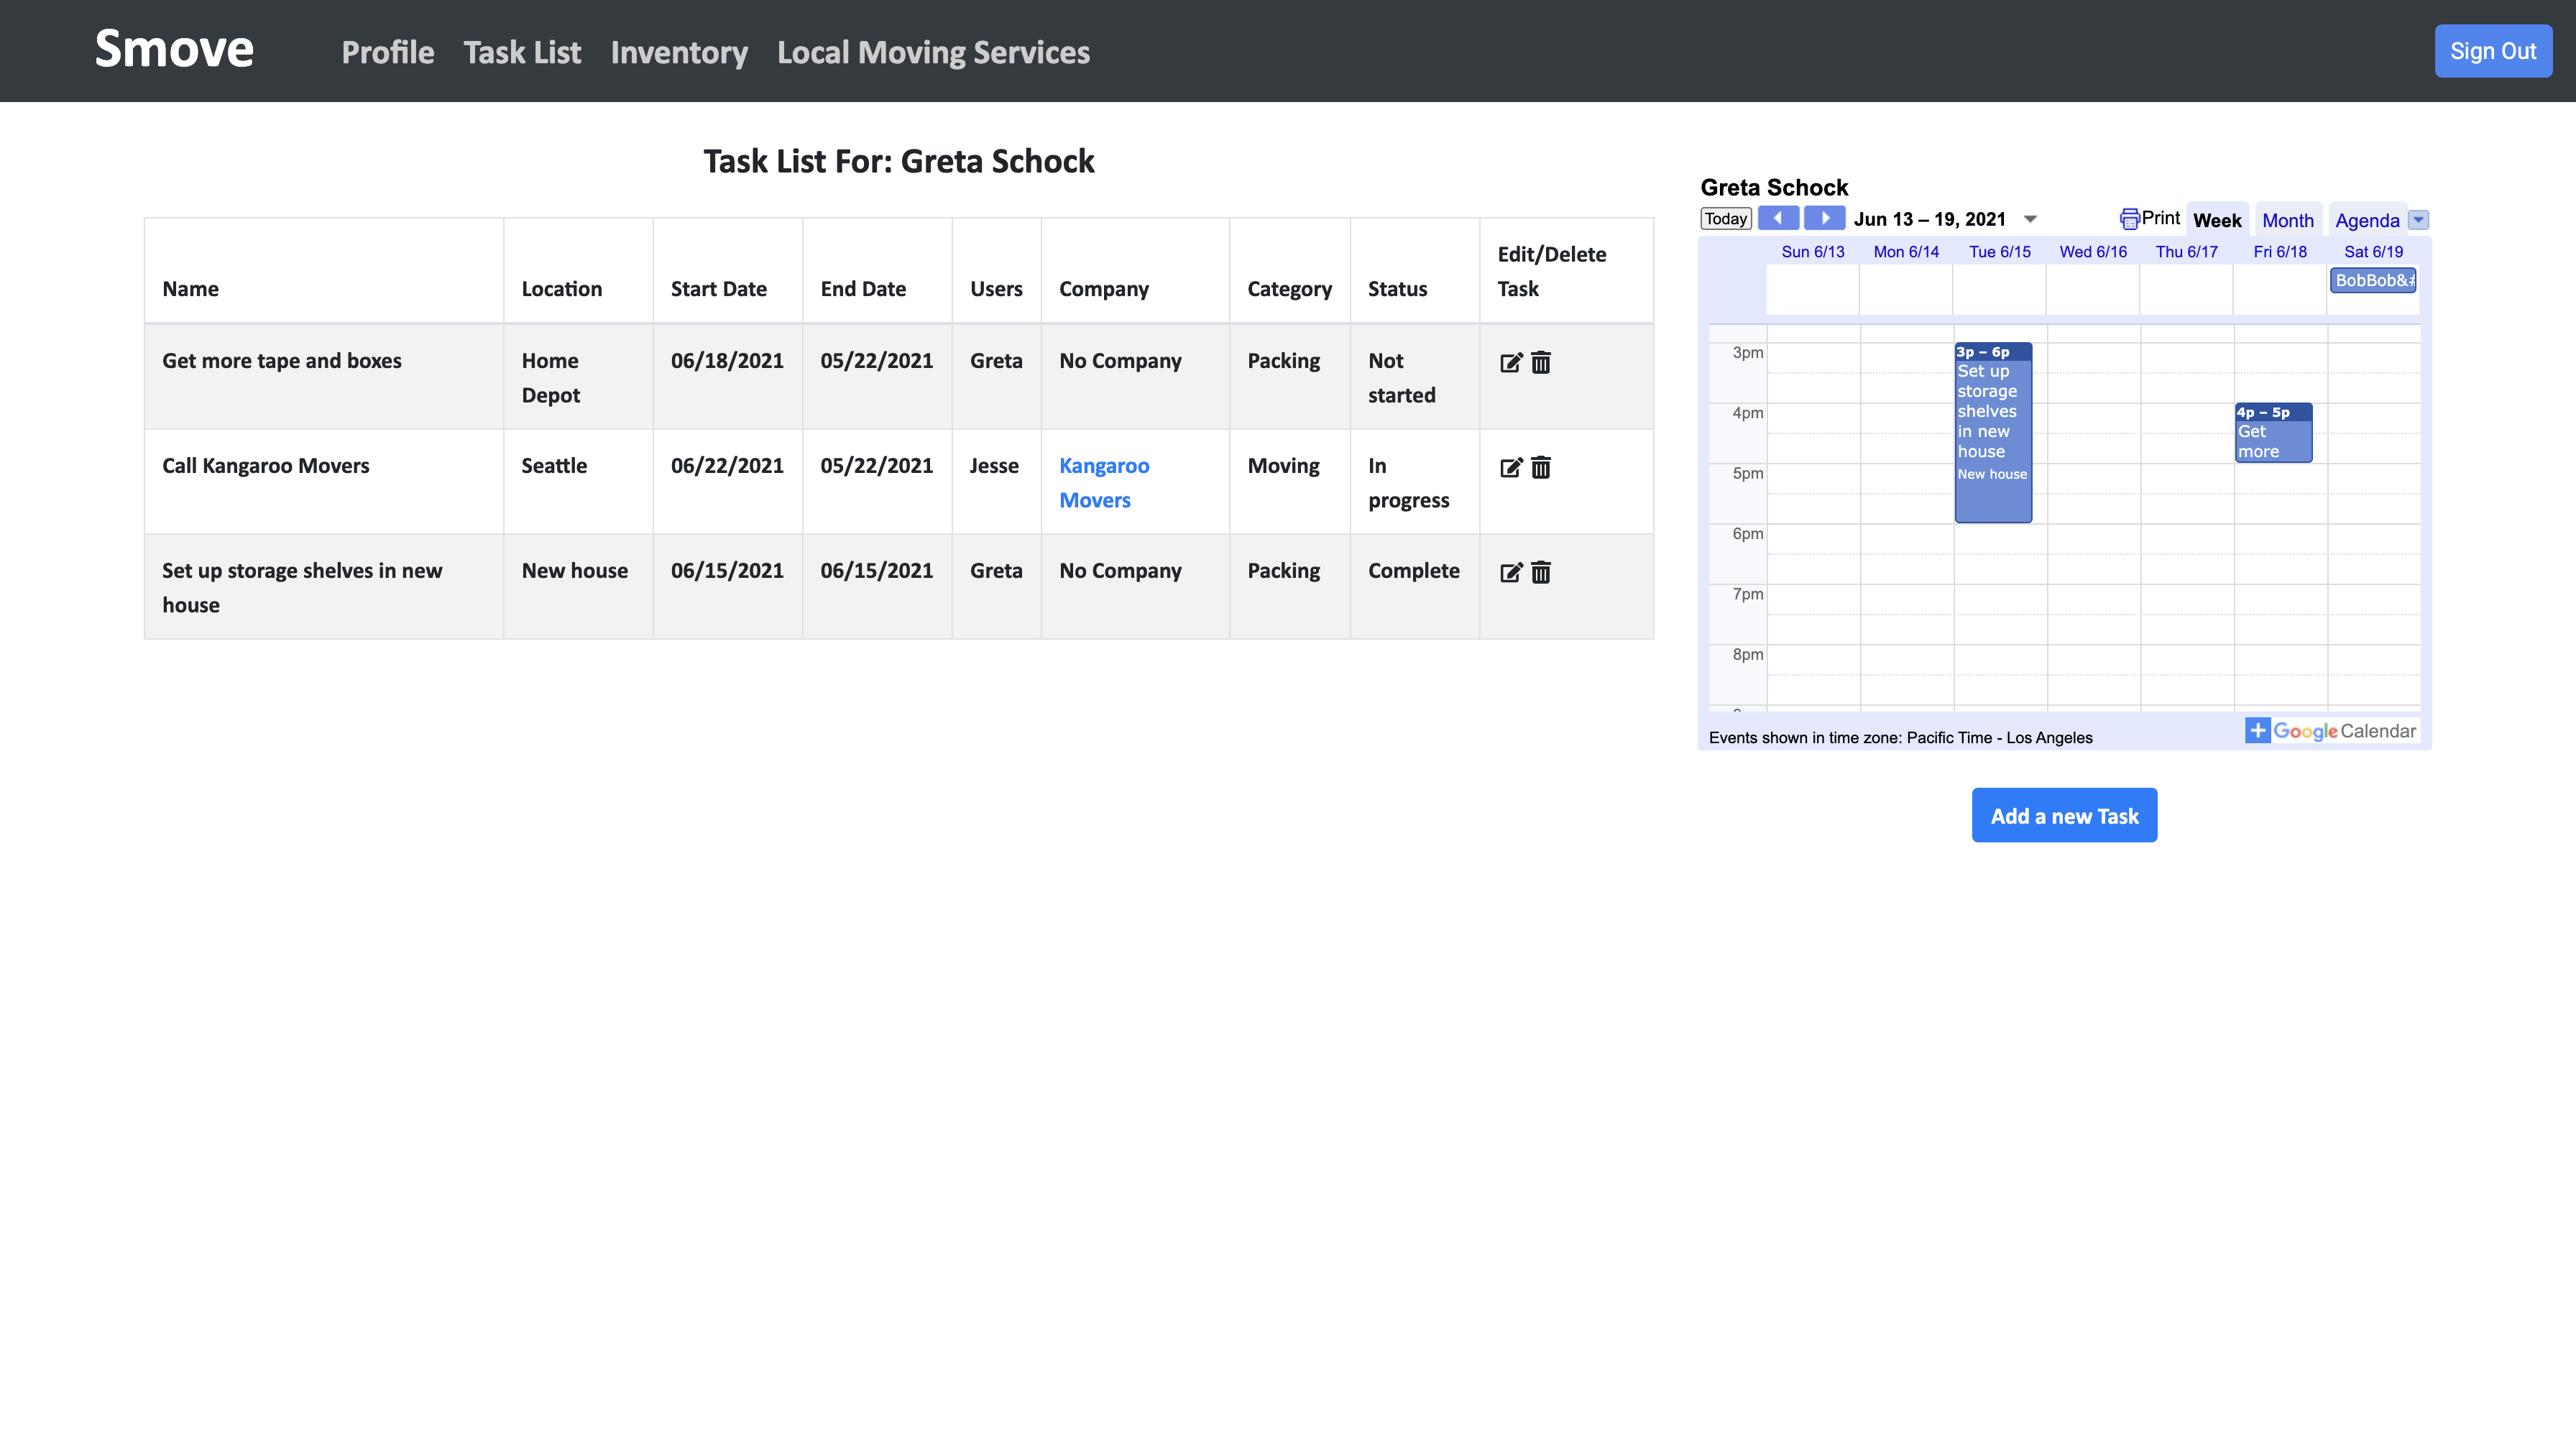 Smove Profile Task List Inventory Local Moving Services Sign Out
Task List For: Greta Schock
Name Location Start Date End Date Users Company Category Status Edit/Delete Task
Get more tape and boxes Home Depot 06/18/2021 05/22/2021 Greta No Company Packing Not started
Call Kangaroo Movers Seattle 06/22/2021 05/22/2021 Jesse Kangaroo Movers Moving In progress
Set up storage shelves in new house New house 06/15/2021 06/15/2021 Greta No Company Packing Complete
Greta Schock
Today Jun 13 – 19, 2021 Print Week Month Agenda
Sun 6/13 Mon 6/14 Tue 6/15 Wed 6/16 Thu 6/17 Fri 6/18 Sat 6/19
BobBob&#
3pm
4pm
5pm
6pm
7pm
8pm
3p – 6p
Set up
storage
shelves
in new
house
New house
4p – 5p
Get
more
Events shown in time zone: Pacific Time - Los Angeles
Google Calendar
Add a new Task